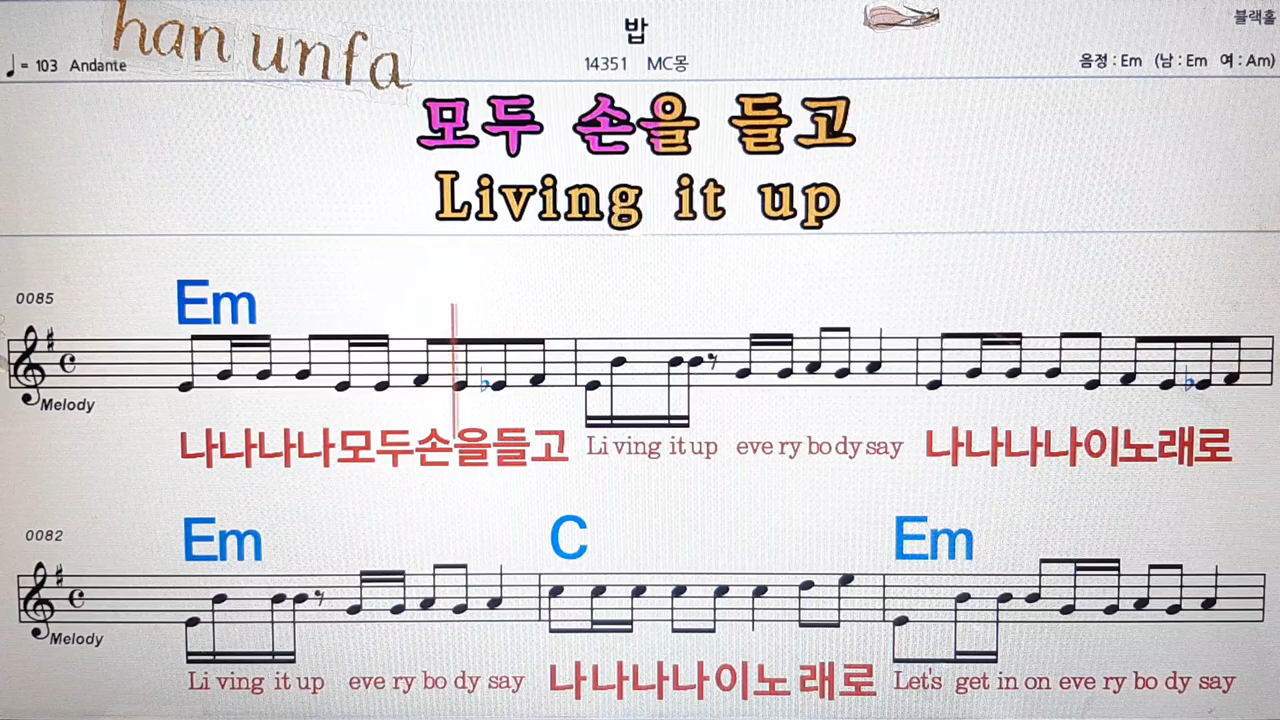 han unfa
밥
블랙홀
♩= 103 Andante
14351 MC몽
음정 : Em (남 : Em 여 : Am)
모두 손을 들고
Living it up
0085
Em
Melody
나나나나모두손을들고 Li ving it up eve ry bo dy say 나나나나이노래로
0082
Em C Em
Melody
Li ving it up eve ry bo dy say 나나나나이노래로 Let's get in on eve ry bo dy say